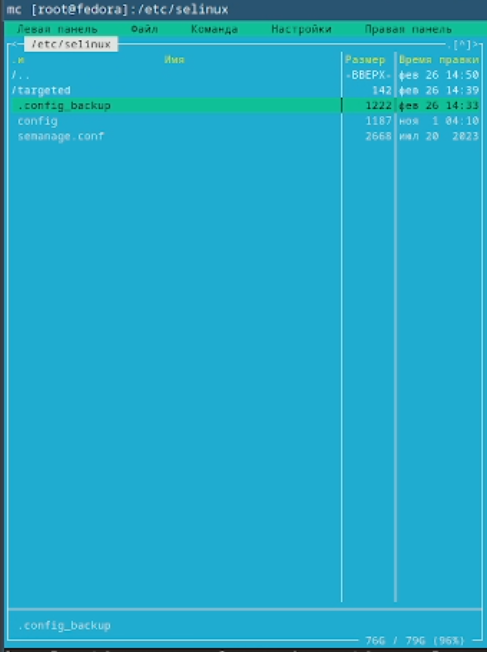 mc [root@fedora]:/etc/selinux
Левая панель Файл Команда Настройки Правая панель
<- /etc/selinux .[^]>
.и Имя Размер Время правки
/.. -ВВЕРХ- фев 26 14:50
/targeted 142 фев 26 14:39
.config_backup 1222 фев 26 14:33
config 1187 ноя 1 04:10
semanage.conf 2668 июл 20 2023
.config_backup
76G / 79G (96%)